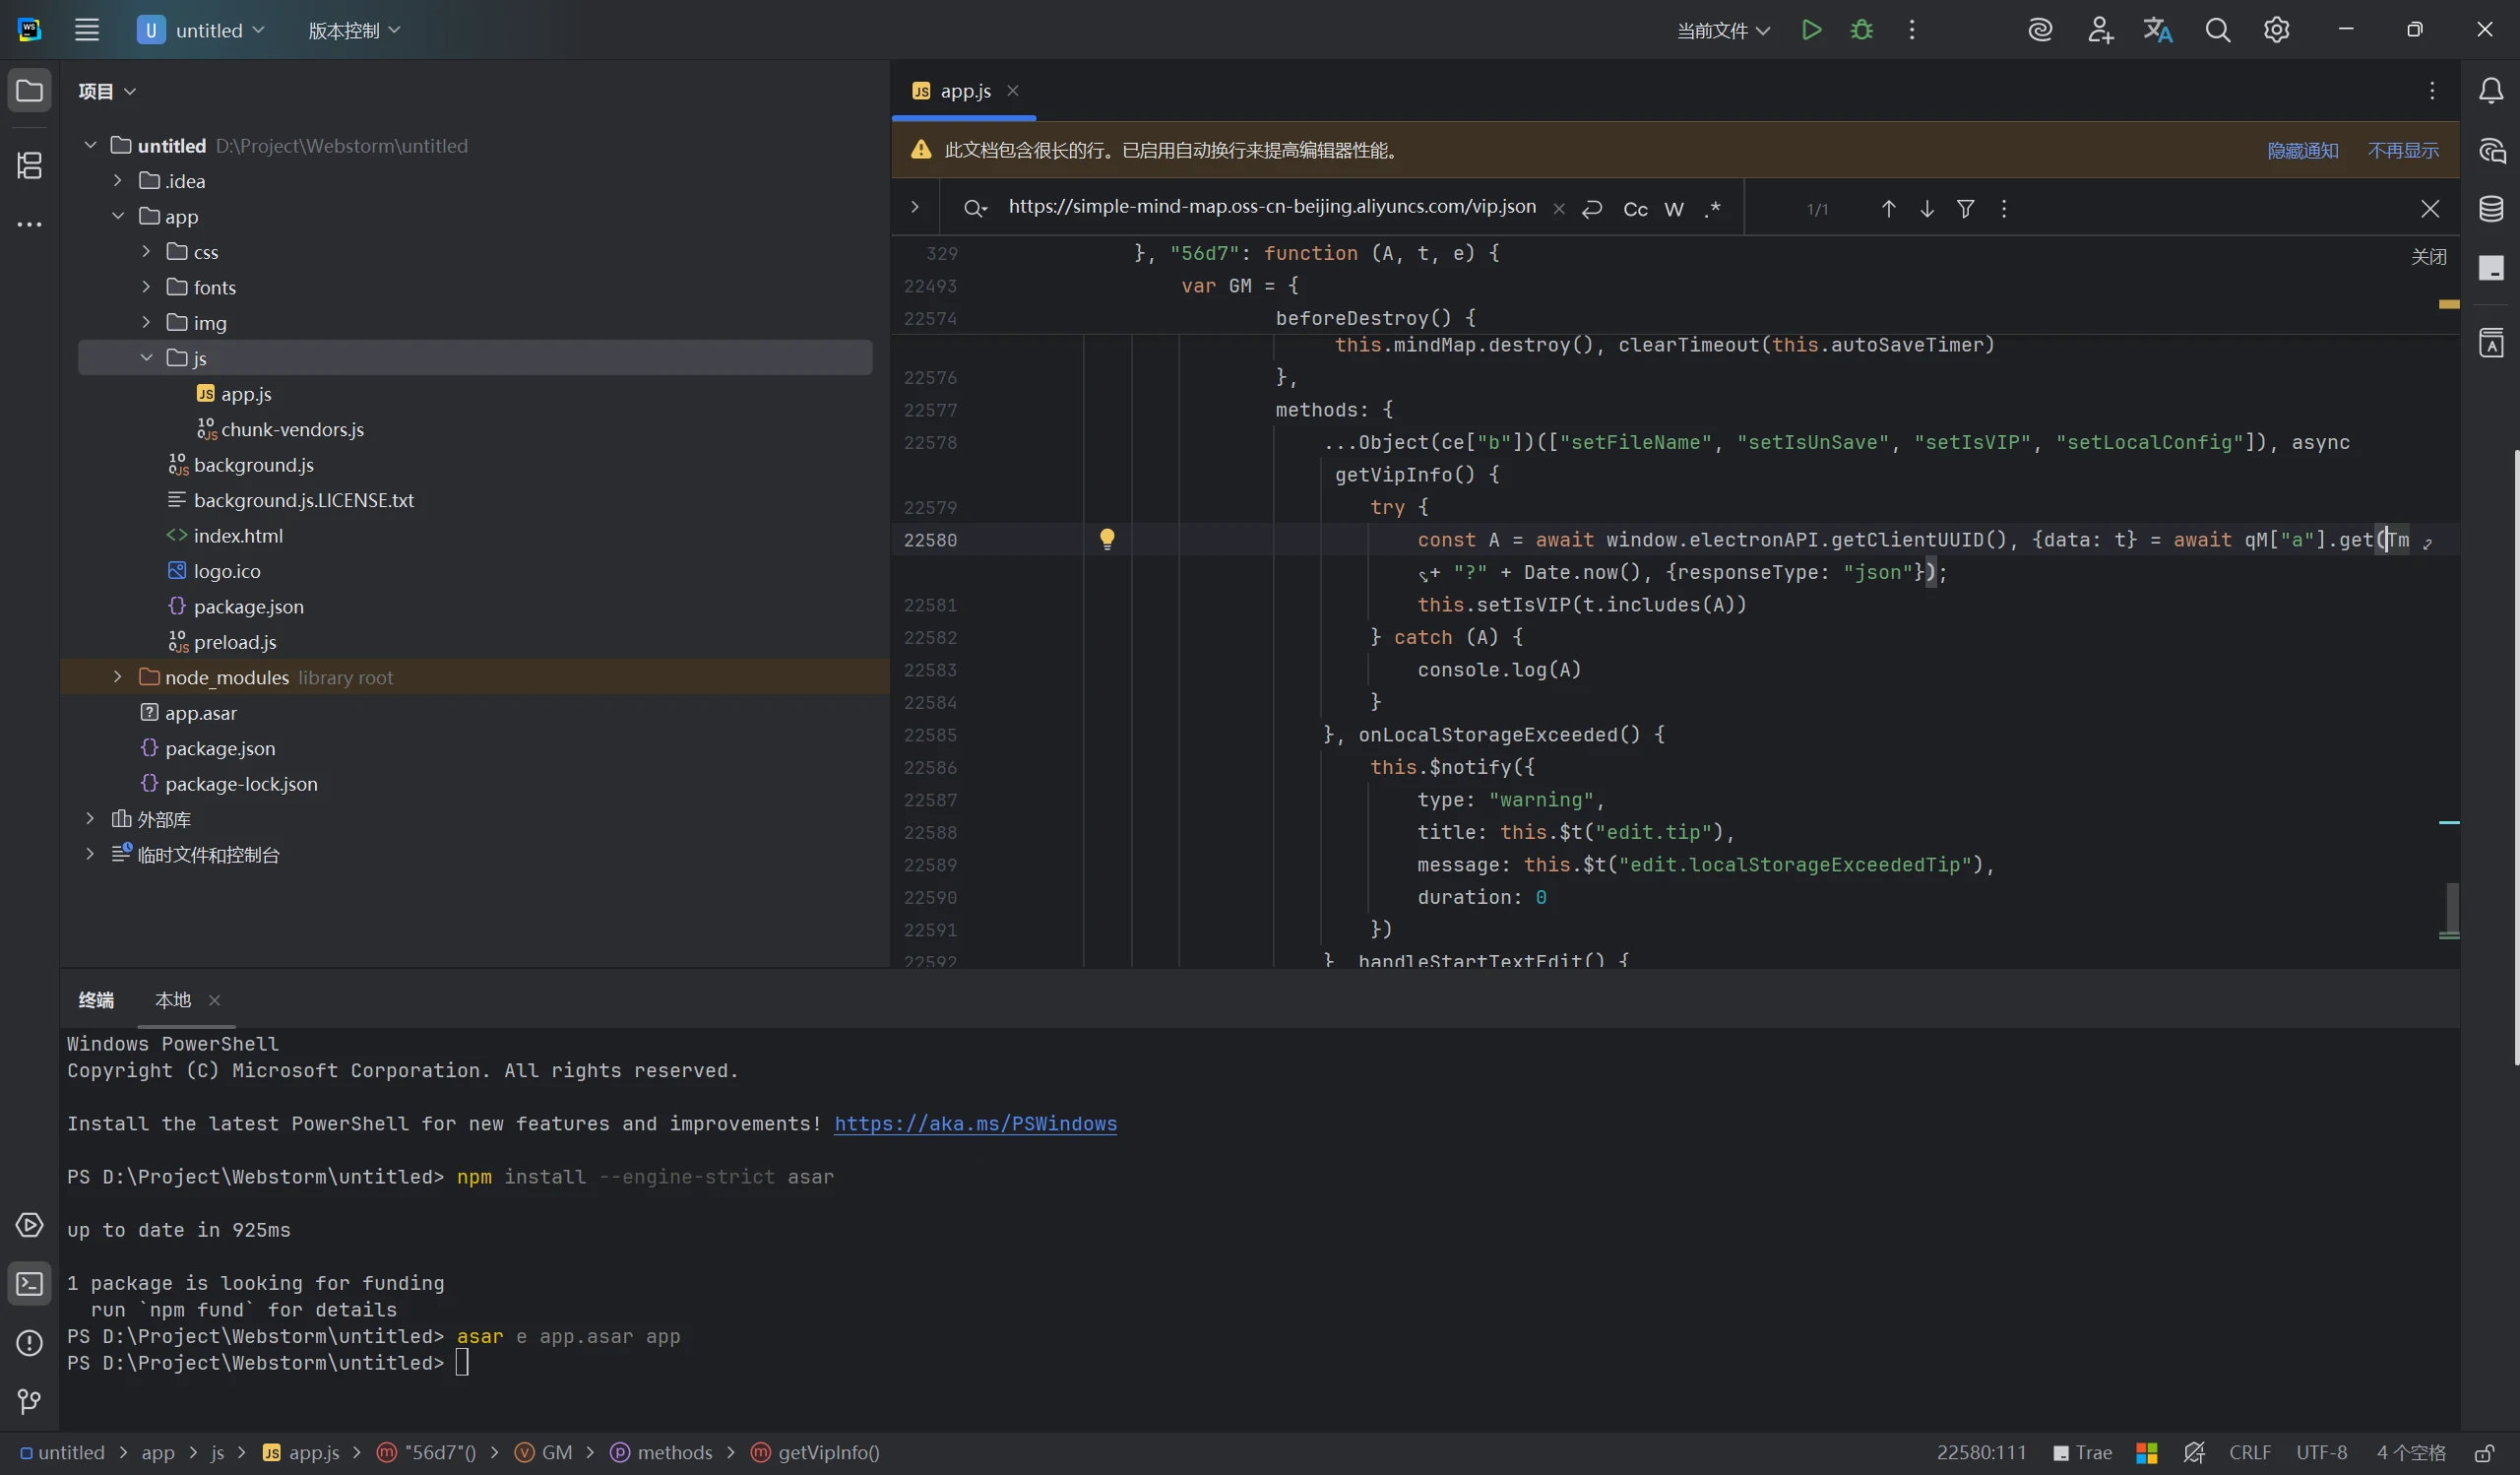 U untitled 版本控制 当前文件
项目
untitled D:\Project\Webstorm\untitled
.idea
app
css
fonts
img
js
app.js
chunk-vendors.js
background.js
background.js.LICENSE.txt
index.html
logo.ico
package.json
preload.js
node_modules library root
app.asar
package.json
package-lock.json
外部库
临时文件和控制台
JS app.js
此文档包含很长的行。已启用自动换行来提高编辑器性能。 隐藏通知 不再显示
https://simple-mind-map.oss-cn-beijing.aliyuncs.com/vip.json Cc W .* 1/1
关闭
329 }, "56d7": function (A, t, e) {
22493 var GM = {
22574 beforeDestroy() {
this.mindMap.destroy(), clearTimeout(this.autoSaveTimer)
22576 },
22577 methods: {
22578 ...Object(ce["b"])(["setFileName", "setIsUnSave", "setIsVIP", "setLocalConfig"]), async
getVipInfo() {
22579 try {
22580 const A = await window.electronAPI.getClientUUID(), {data: t} = await qM["a"].get(Tm
+ "?" + Date.now(), {responseType: "json"});
22581 this.setIsVIP(t.includes(A))
22582 } catch (A) {
22583 console.log(A)
22584 }
22585 }, onLocalStorageExceeded() {
22586 this.$notify({
22587 type: "warning",
22588 title: this.$t("edit.tip"),
22589 message: this.$t("edit.localStorageExceededTip"),
22590 duration: 0
22591 })
22592 }, handleStartTextEdit() {
终端 本地
Windows PowerShell
Copyright (C) Microsoft Corporation. All rights reserved.
Install the latest PowerShell for new features and improvements! https://aka.ms/PSWindows
PS D:\Project\Webstorm\untitled> npm install --engine-strict asar
up to date in 925ms
1 package is looking for funding
run `npm fund` for details
PS D:\Project\Webstorm\untitled> asar e app.asar app
PS D:\Project\Webstorm\untitled>
untitled > app > js > JS app.js > m "56d7"() > v GM > p methods > m getVipInfo() 22580:111 Trae CRLF UTF-8 4 个空格